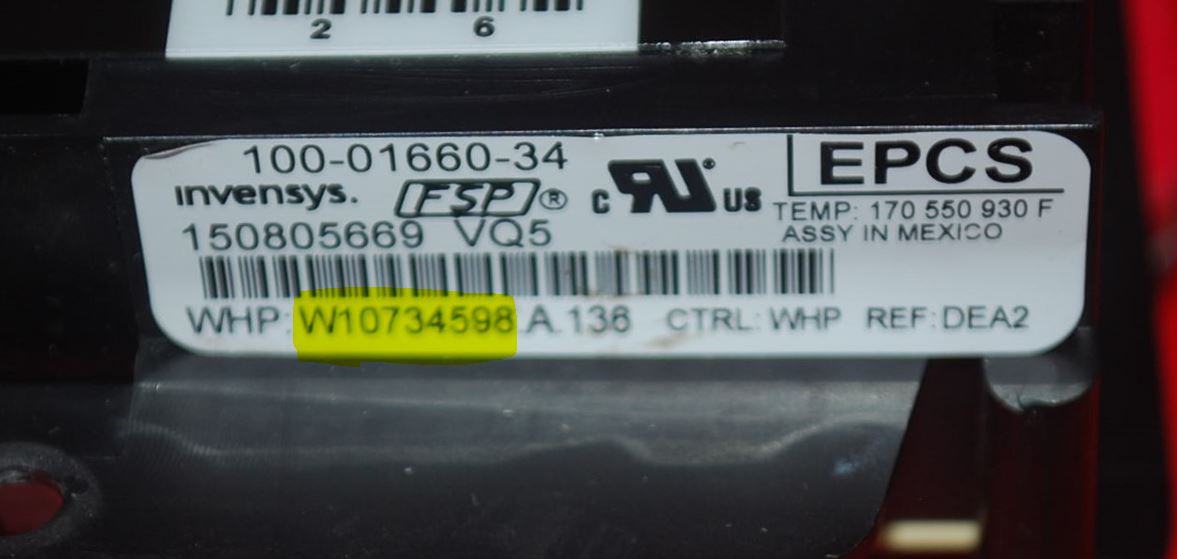 2 6
100-01660-34
invensys. FSP® C RU® US
EPCS
TEMP: 170 550 930 F
ASSY IN MEXICO
150805669 VQ5
WHP: W10734598.A.136 CTRL: WHP REF: DEA2